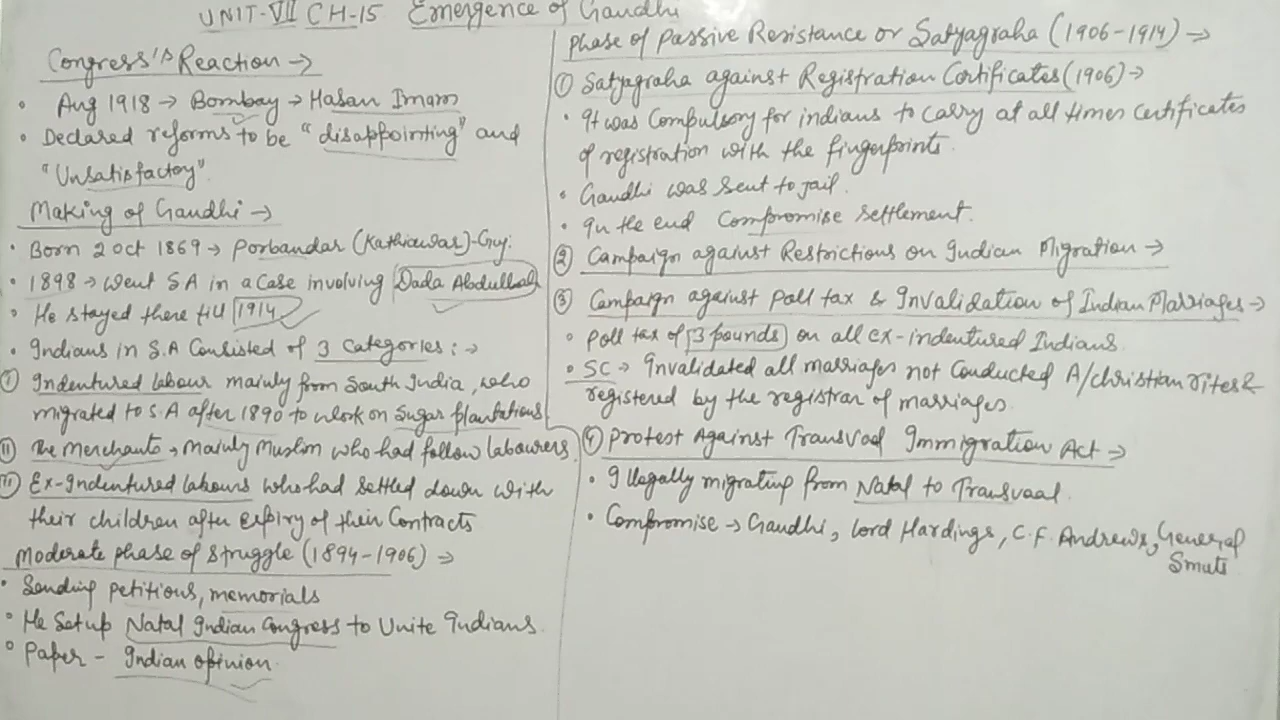 UNIT-VII CH-15 Emergence of Gandhi
Congress's Reaction →
• Aug 1918 → Bombay → Hasan Imam
• Declared reforms to be "disappointing" and
"Unsatisfactory".
Making of Gandhi →
• Born 2 Oct 1869 → Porbandar (Kathiawar)-Guj.
• 1898 → went SA in a case involving Dada Abdullah
• He stayed there till 1914
• Indians in S.A Consisted of 3 Categories: →
(i) Indentured labour mainly from South India, who
migrated to S.A after 1890 to work on Sugar plantations
(ii) The Merchants → Mainly Muslim who had follow labourers
(iii) Ex-Indentured labours who had settled down with
their children after expiry of their Contracts
Moderate phase of struggle (1894-1906) →
• Sending petitions, memorials
• He Setup Natal Indian Congress to Unite Indians.
• Paper - Indian opinion
Phase of Passive Resistance or Satyagraha (1906-1914) →
① Satyagraha against Registration Certificates (1906) →
• It was Compulsory for indians to carry at all times certificates
of registration with the fingerprints.
• Gandhi was sent to jail.
• In the end Compromise settlement.
② Campaign against Restrictions on Indian Migration →
③ Campaign against Poll tax & Invalidation of Indian Marriages →
• Poll tax of 3 pounds on all ex-indentured Indians.
• SC → Invalidated all marriages not Conducted A/christian rites &
registered by the registrar of marriages.
④ Protest Against Transvaal Immigration Act →
• Illegally migrating from Natal to Transvaal.
• Compromise → Gandhi, Lord Hardings, C.F. Andrews, General
Smuts